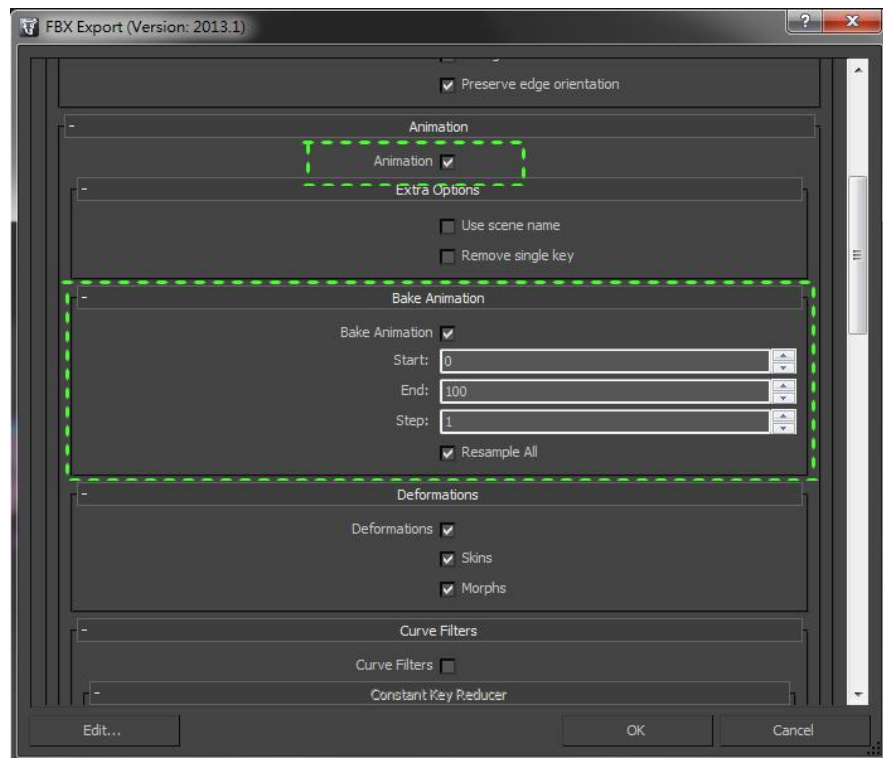 FBX Export (Version: 2013.1)
Preserve edge orientation
Animation
Animation
Extra Options
Use scene name
Remove single key
Bake Animation
Bake Animation
Start: 0
End: 100
Step: 1
Resample All
Deformations
Deformations
Skins
Morphs
Curve Filters
Curve Filters
Constant Key Reducer
Edit... OK Cancel